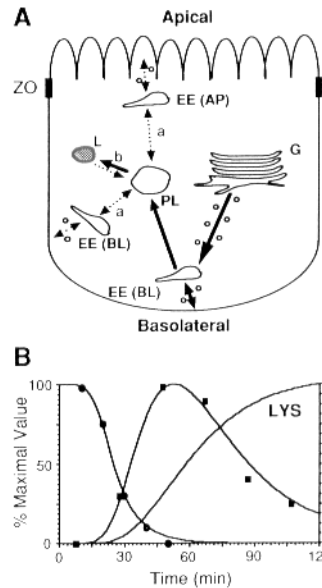 A
Apical
ZO
EE (AP)
a
L
b
G
PL
a
EE (BL)
EE (BL)
Basolateral
B
% Maximal Value
100
50
0
LYS
0 30 60 90 120
Time (min)